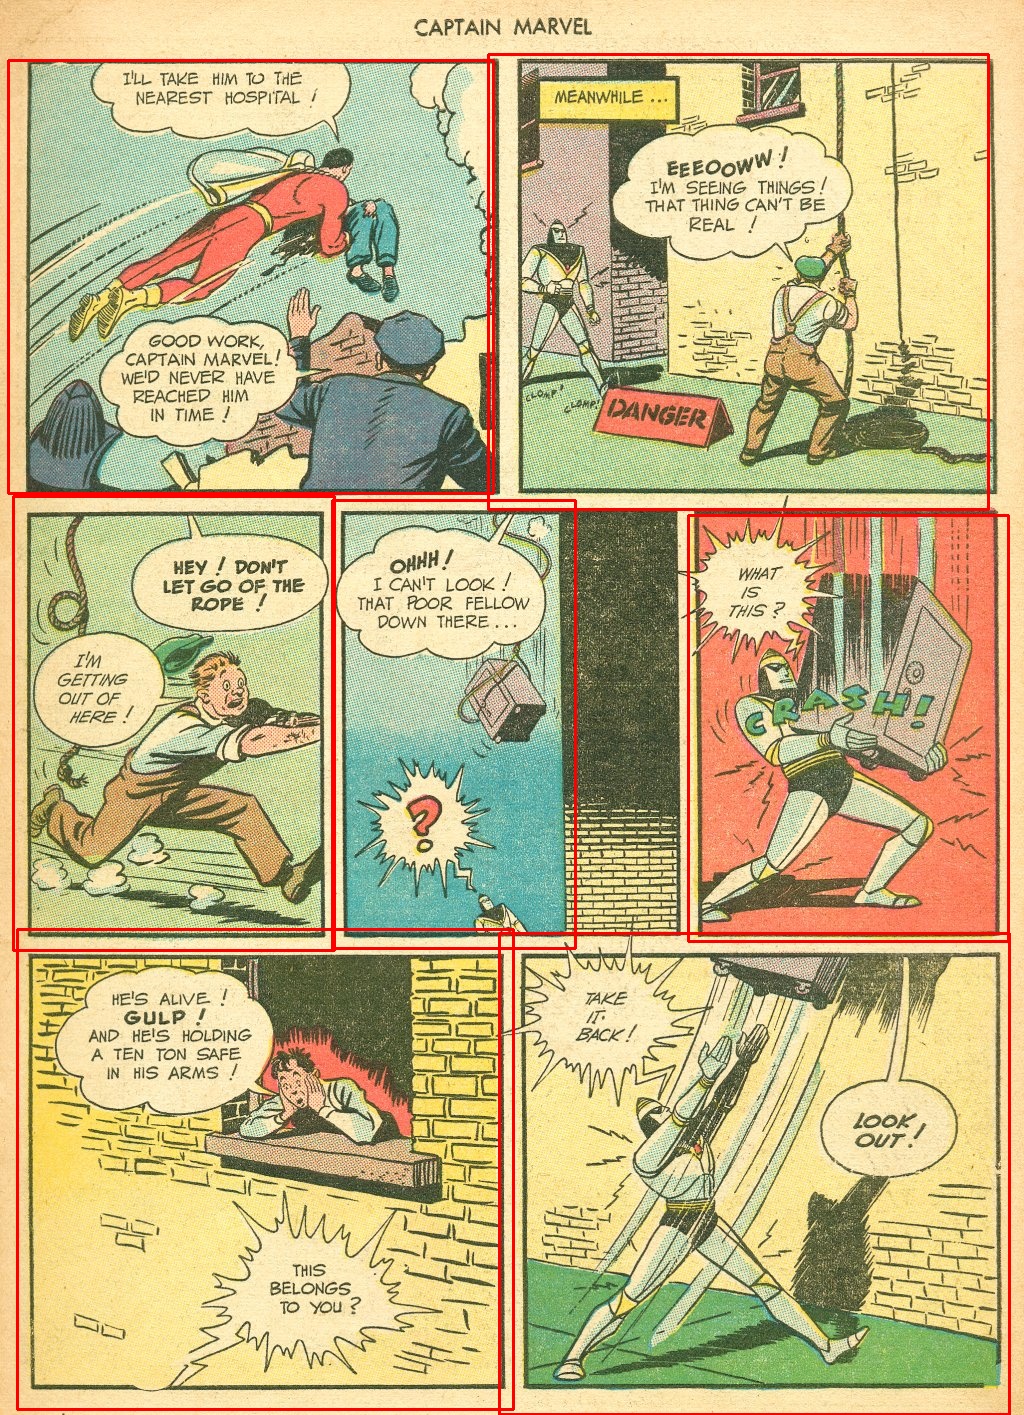 CAPTAIN MARVEL
I'LL TAKE HIM TO THE
NEAREST HOSPITAL!
GOOD WORK,
CAPTAIN MARVEL!
WE'D NEVER HAVE
REACHED HIM
IN TIME!
MEANWHILE...
EEEOOWW!
I'M SEEING THINGS!
THAT THING CAN'T BE
REAL!
CLOMP!
CLOMP!
DANGER
HEY! DON'T
LET GO OF THE
ROPE!
I'M
GETTING
OUT OF
HERE!
OHHH!
I CAN'T LOOK!
THAT POOR FELLOW
DOWN THERE...
?
WHAT
IS
THIS?
CRASH!
HE'S ALIVE!
GULP!
AND HE'S HOLDING
A TEN TON SAFE
IN HIS ARMS!
THIS
BELONGS
TO YOU?
TAKE
IT
BACK!
LOOK
OUT!